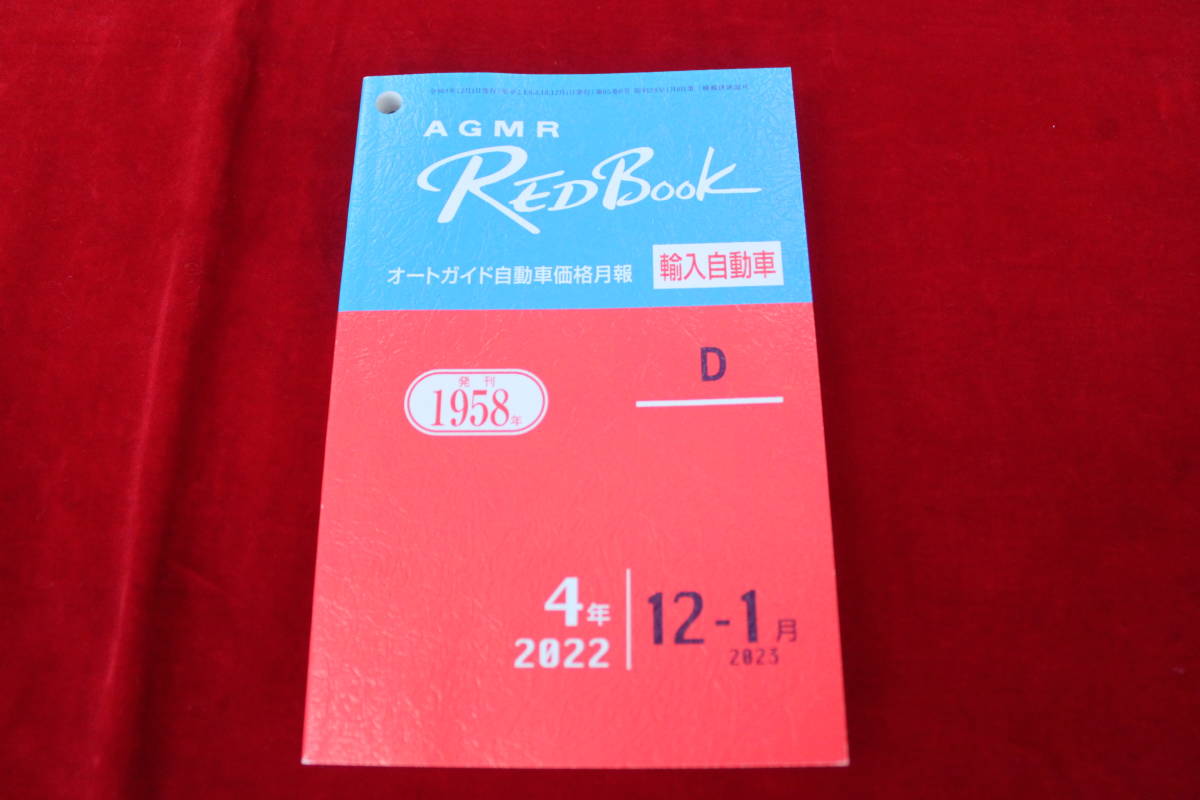 AGMR
RED BOOK
オートガイド自動車価格月報
輸入自動車
D
発刊
1958年
4年
2022
12-1月
2023